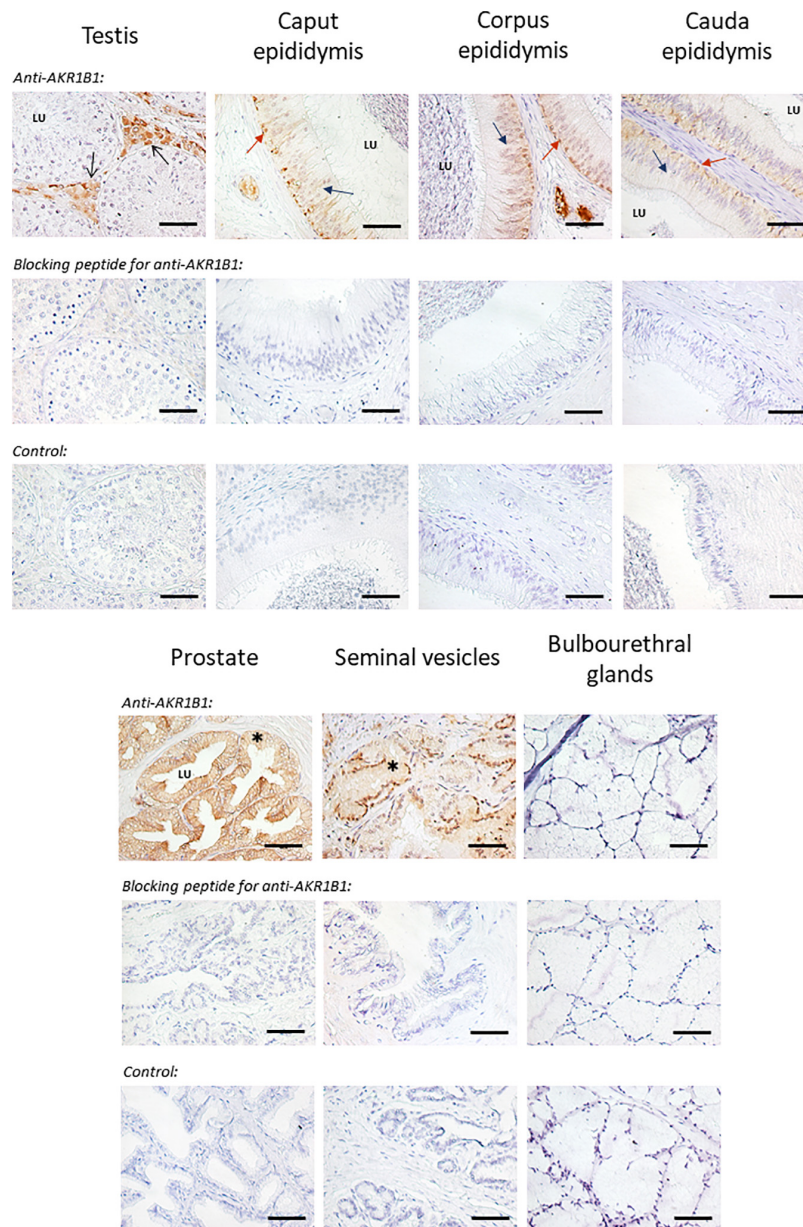 Testis
Caput
epididymis
Corpus
epididymis
Cauda
epididymis
Anti-AKR1B1:
LU
LU
LU
LU
LU
Blocking peptide for anti-AKR1B1:
Control:
Prostate
Seminal vesicles
Bulbourethral
glands
Anti-AKR1B1:
*
LU
*
Blocking peptide for anti-AKR1B1:
Control: